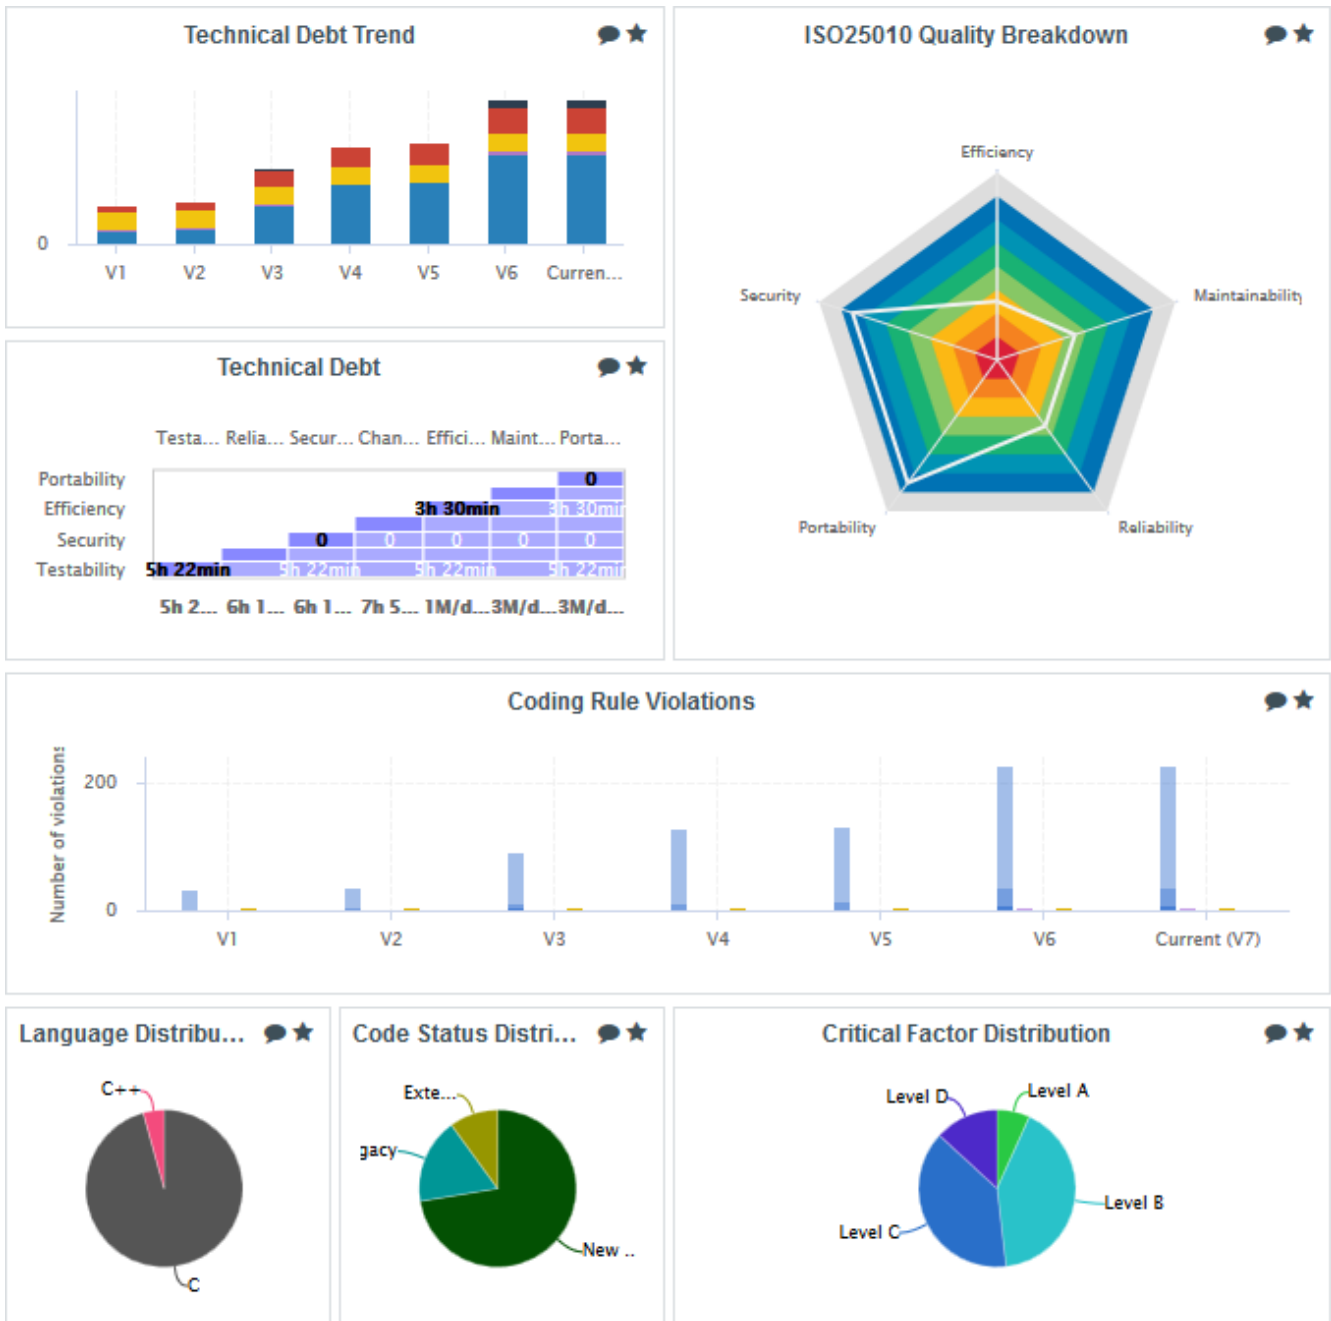 Technical Debt Trend
0
V1 V2 V3 V4 V5 V6 Curren...
ISO25010 Quality Breakdown
Efficiency
Security
Maintainability
Portability
Reliability
Technical Debt
Testa... Relia... Secur... Chan... Effici... Maint... Porta...
Portability 0
Efficiency 3h 30min 3h 30min
Security 0 0 0 0 0
Testability 5h 22min 5h 22min 5h 22min 5h 22min
5h 2... 6h 1... 6h 1... 7h 5... 1M/d... 3M/d... 3M/d...
Coding Rule Violations
Number of violations
200
0
V1 V2 V3 V4 V5 V6 Current (V7)
Language Distribu...
C++
C
Code Status Distri...
Exte...
gacy
New ..
Critical Factor Distribution
Level D
Level A
Level B
Level C